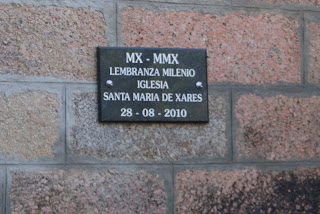 MX - MMX
LEMBRANZA MILENIO
IGLESIA
SANTA MARIA DE XARES
28 - 08 - 2010